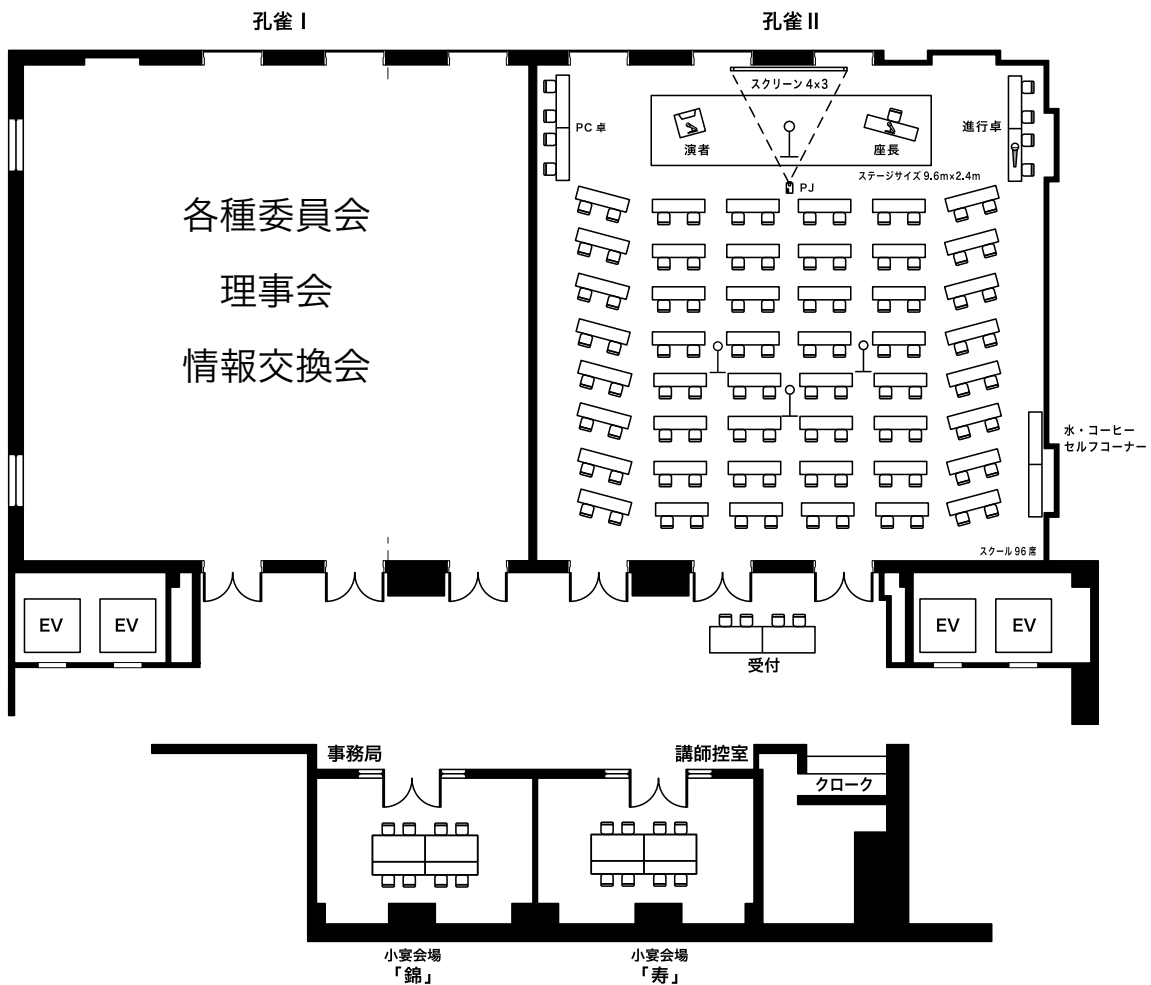 孔雀Ⅰ
孔雀Ⅱ
スクリーン 4×3
PC 卓
演者
座長
進行卓
ステージサイズ 9.6m×2.4m
PJ
各種委員会
理事会
情報交換会
水・コーヒー
セルフコーナー
スクール 96 席
EV
EV
EV
EV
受付
事務局
講師控室
クローク
小宴会場
「錦」
小宴会場
「寿」